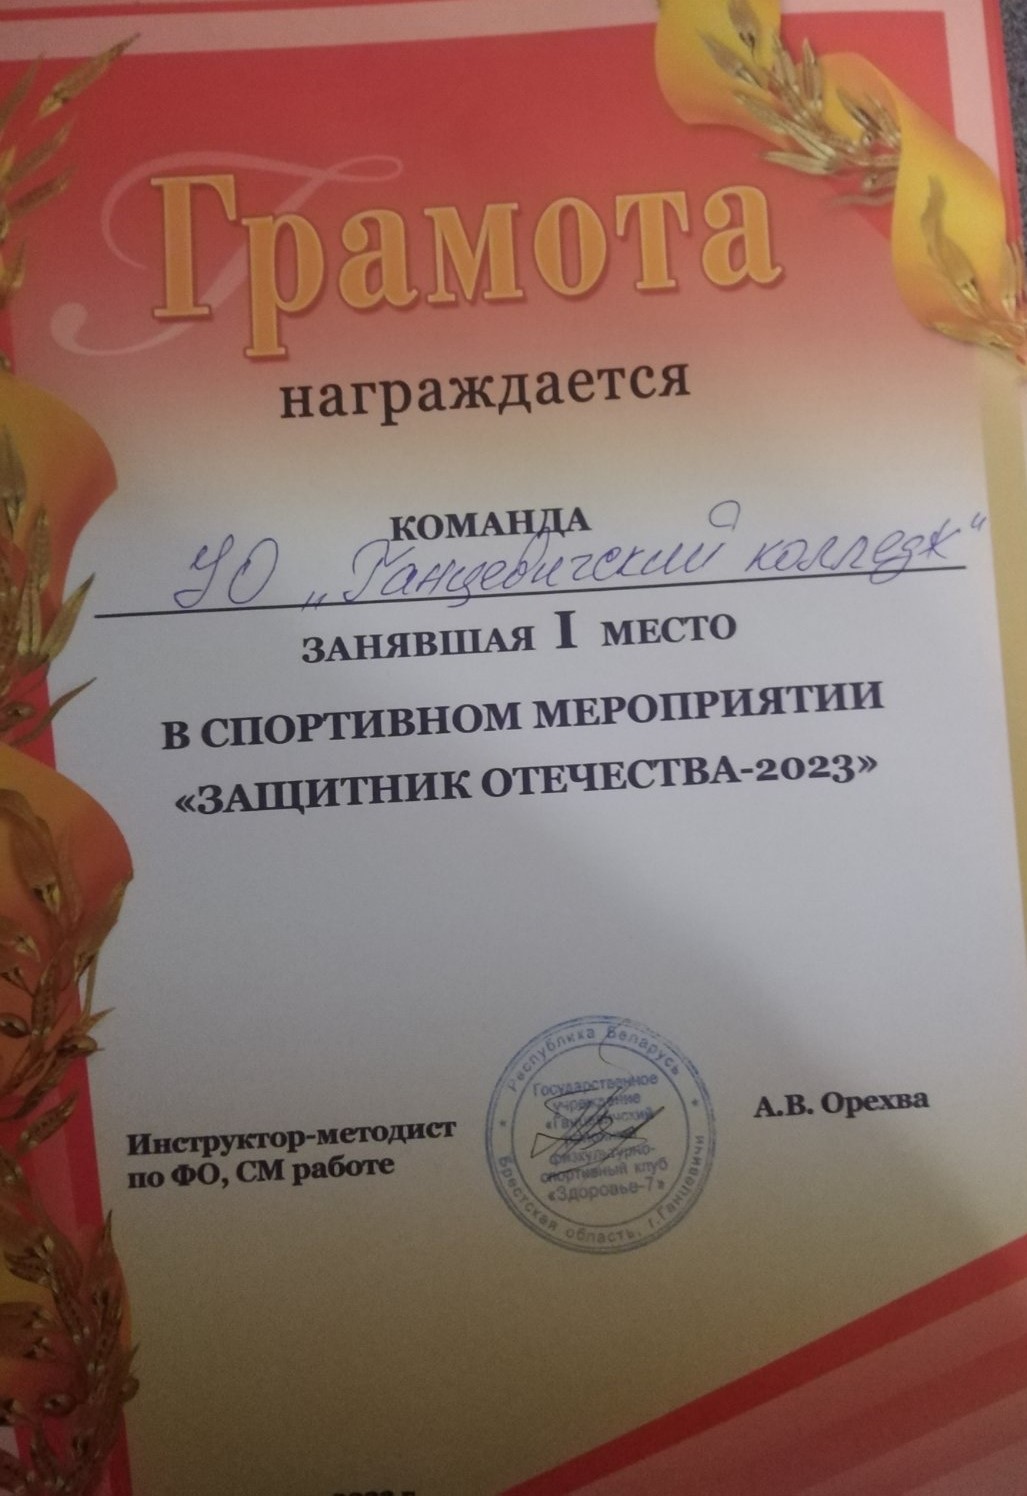 Грамота
награждается
КОМАНДА
УО „Ганцевичский колледж“
ЗАНЯВШАЯ I МЕСТО
В СПОРТИВНОМ МЕРОПРИЯТИИ
«ЗАЩИТНИК ОТЕЧЕСТВА-2023»
Инструктор-методист
по ФО, СМ работе
А.В. Орехва
Республика Беларусь
Государственное
учреждение
физкультурно-
спортивный клуб
«Здоровье-7»
Брестская область, г.Ганцевичи